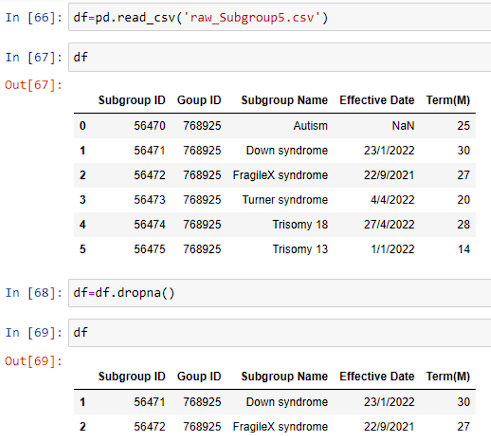 In [66]: df=pd.read_csv('raw_Subgroup5.csv')
In [67]: df
Out[67]:
Subgroup ID Goup ID Subgroup Name Effective Date Term(M)
0 56470 768925 Autism NaN 25
1 56471 768925 Down syndrome 23/1/2022 30
2 56472 768925 FragileX syndrome 22/9/2021 27
3 56473 768925 Turner syndrome 4/4/2022 20
4 56474 768925 Trisomy 18 27/4/2022 28
5 56475 768925 Trisomy 13 1/1/2022 14
In [68]: df=df.dropna()
In [69]: df
Out[69]:
Subgroup ID Goup ID Subgroup Name Effective Date Term(M)
1 56471 768925 Down syndrome 23/1/2022 30
2 56472 768925 FragileX syndrome 22/9/2021 27